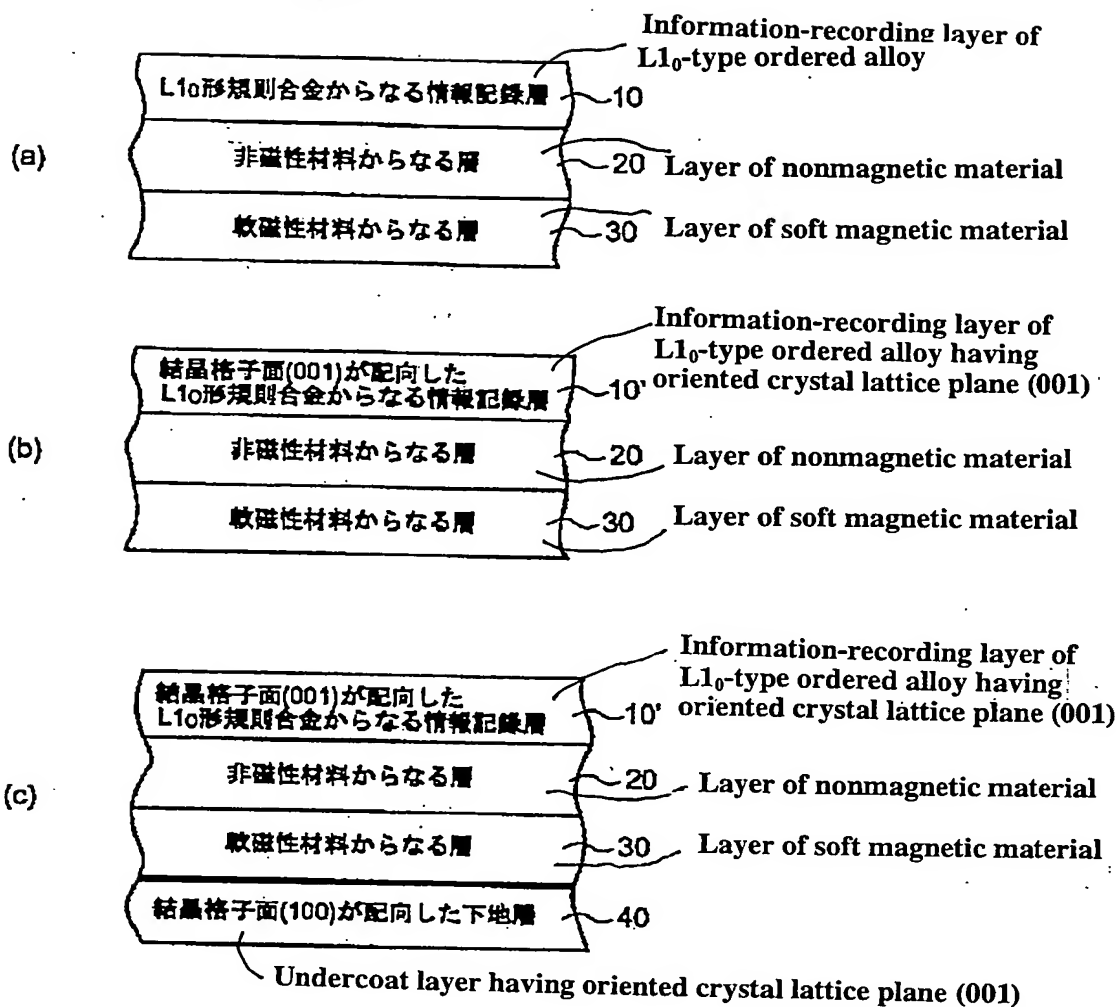 Information-recording layer of
L1₀-type ordered alloy
L1₀形規則合金からなる情報記録層
10
(a)
非磁性材料からなる層
20
Layer of nonmagnetic material
軟磁性材料からなる層
30
Layer of soft magnetic material
Information-recording layer of
L1₀-type ordered alloy having
oriented crystal lattice plane (001)
結晶格子面(001)が配向した
L1₀形規則合金からなる情報記録層
10'
(b)
非磁性材料からなる層
20
Layer of nonmagnetic material
軟磁性材料からなる層
30
Layer of soft magnetic material
Information-recording layer of
L1₀-type ordered alloy having
oriented crystal lattice plane (001)
結晶格子面(001)が配向した
L1₀形規則合金からなる情報記録層
10'
(c)
非磁性材料からなる層
20
Layer of nonmagnetic material
軟磁性材料からなる層
30
Layer of soft magnetic material
結晶格子面(100)が配向した下地層
40
Undercoat layer having oriented crystal lattice plane (001)